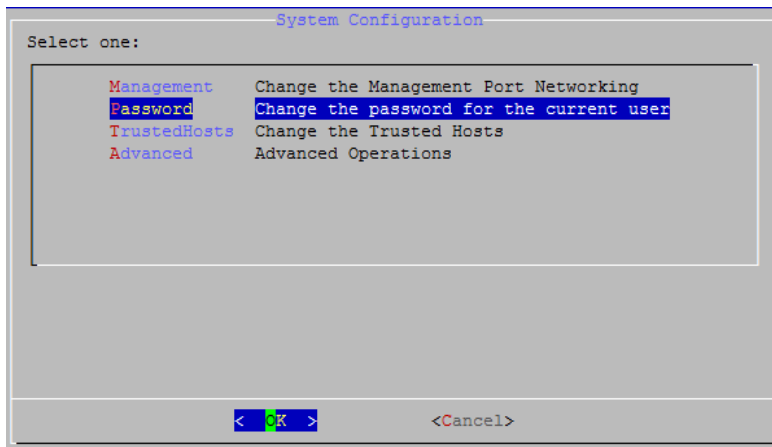 System Configuration
Select one:
Management Change the Management Port Networking
Password Change the password for the current user
TrustedHosts Change the Trusted Hosts
Advanced Advanced Operations
< OK > <Cancel>